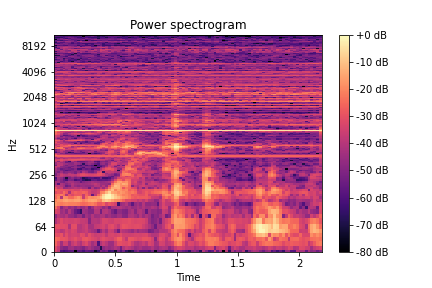 Power spectrogram
8192
4096
2048
1024
512
256
128
64
0
Hz
0
0.5
1
1.5
2
Time
+0 dB
-10 dB
-20 dB
-30 dB
-40 dB
-50 dB
-60 dB
-70 dB
-80 dB